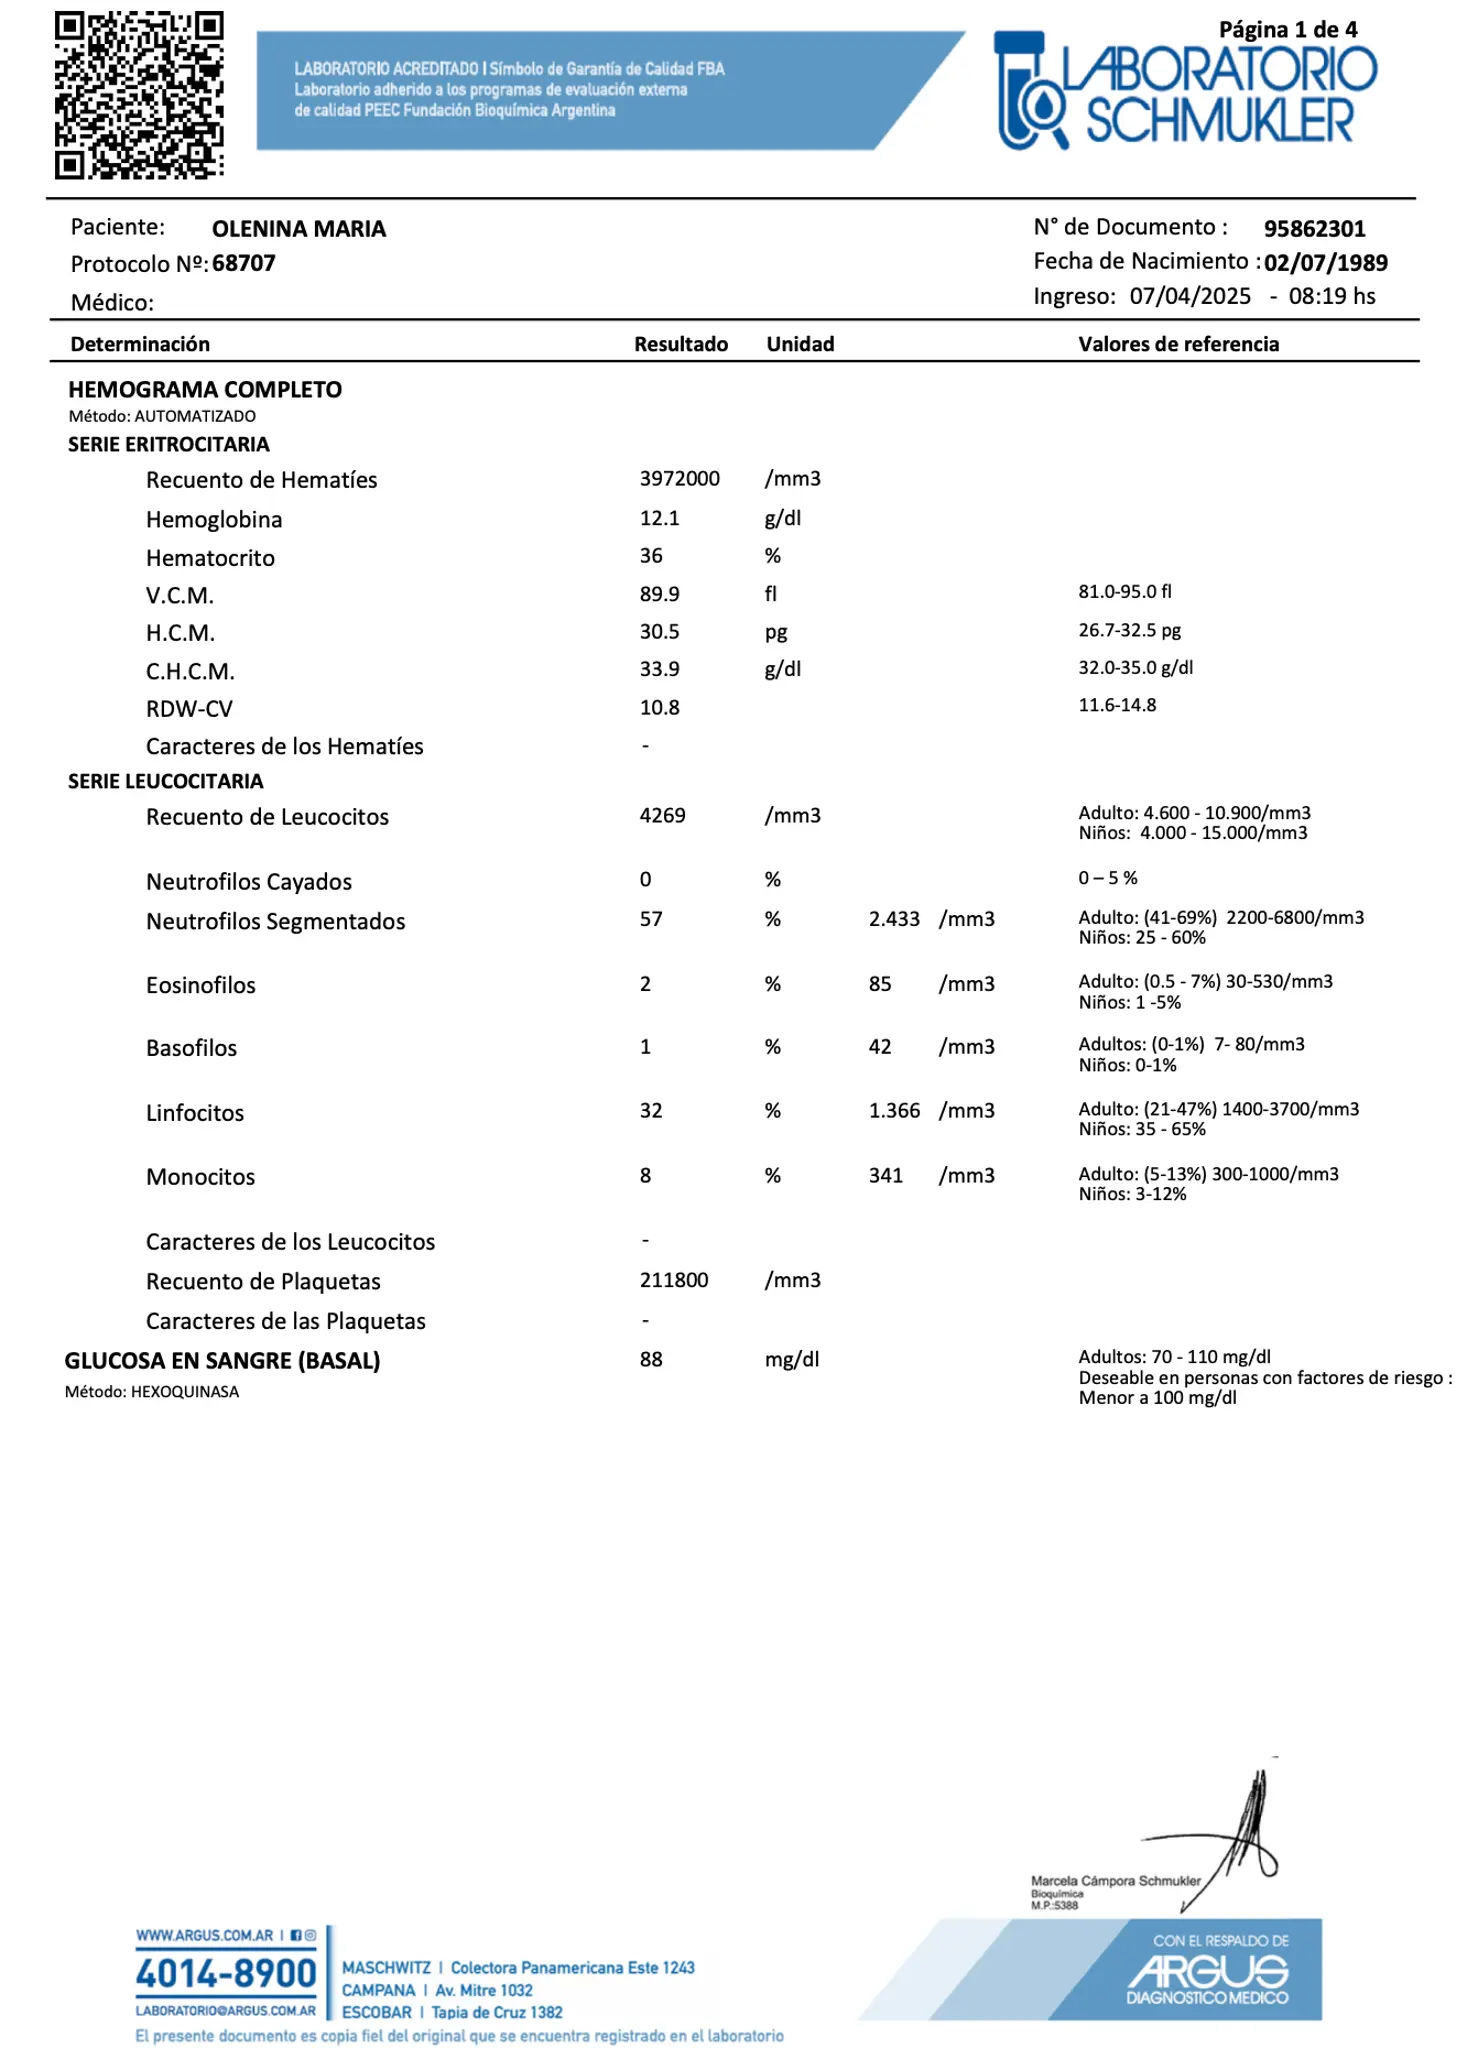 Página 1 de 4
LABORATORIO ACREDITADO | Símbolo de Garantía de Calidad FBA
Laboratorio adherido a los programas de evaluación externa
de calidad PEEC Fundación Bioquímica Argentina
LABORATORIO
SCHMUKLER
Paciente: OLENINA MARIA N° de Documento : 95862301
Protocolo Nº: 68707 Fecha de Nacimiento : 02/07/1989
Médico: Ingreso: 07/04/2025 - 08:19 hs
Determinación Resultado Unidad Valores de referencia
HEMOGRAMA COMPLETO
Método: AUTOMATIZADO
SERIE ERITROCITARIA
Recuento de Hematíes 3972000 /mm3
Hemoglobina 12.1 g/dl
Hematocrito 36 %
V.C.M. 89.9 fl 81.0-95.0 fl
H.C.M. 30.5 pg 26.7-32.5 pg
C.H.C.M. 33.9 g/dl 32.0-35.0 g/dl
RDW-CV 10.8 11.6-14.8
Caracteres de los Hematíes -
SERIE LEUCOCITARIA
Recuento de Leucocitos 4269 /mm3 Adulto: 4.600 - 10.900/mm3
Niños: 4.000 - 15.000/mm3
Neutrofilos Cayados 0 % 0 – 5 %
Neutrofilos Segmentados 57 % 2.433 /mm3 Adulto: (41-69%) 2200-6800/mm3
Niños: 25 - 60%
Eosinofilos 2 % 85 /mm3 Adulto: (0.5 - 7%) 30-530/mm3
Niños: 1 -5%
Basofilos 1 % 42 /mm3 Adultos: (0-1%) 7- 80/mm3
Niños: 0-1%
Linfocitos 32 % 1.366 /mm3 Adulto: (21-47%) 1400-3700/mm3
Niños: 35 - 65%
Monocitos 8 % 341 /mm3 Adulto: (5-13%) 300-1000/mm3
Niños: 3-12%
Caracteres de los Leucocitos -
Recuento de Plaquetas 211800 /mm3
Caracteres de las Plaquetas -
GLUCOSA EN SANGRE (BASAL) 88 mg/dl Adultos: 70 - 110 mg/dl
Deseable en personas con factores de riesgo :
Método: HEXOQUINASA
Menor a 100 mg/dl
Marcela Cámpora Schmukler
Bioquímica
M.P.:5388
WWW.ARGUS.COM.AR |
4014-8900
LABORATORIO@ARGUS.COM.AR
MASCHWITZ | Colectora Panamericana Este 1243
CAMPANA | Av. Mitre 1032
ESCOBAR | Tapia de Cruz 1382
CON EL RESPALDO DE
ARGUS
DIAGNOSTICO MEDICO
El presente documento es copia fiel del original que se encuentra registrado en el laboratorio